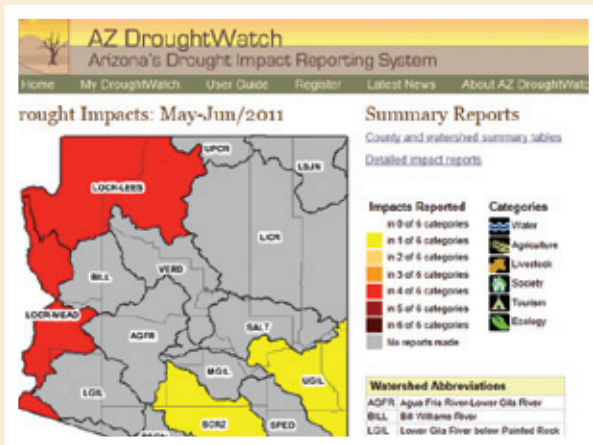 AZ DroughtWatch
Arizona's Drought Impact Reporting System
Home My DroughtWatch User Guide Register Latest News About AZ DroughtWatc
rought Impacts: May-Jun/2011
Summary Reports
County and watershed summary tables
Detailed impact reports
Impacts Reported
in 0 of 6 categories
in 1 of 6 categories
in 2 of 6 categories
in 3 of 6 categories
in 4 of 6 categories
in 5 of 6 categories
in 6 of 6 categories
No reports made
Categories
Water
Agriculture
Livestock
Society
Tourism
Ecology
UPCR
LSJN
LOCR-LEES
LICR
BILL
VERD
LOCR-MEAD
AGFR
SALT
MGIL
UGIL
LGIL
SCRZ
SPED
Watershed Abbreviations
AGFR Agua Fria River-Lower Gila River
BILL Bill Williams River
LGIL Lower Gila River below Painted Rock